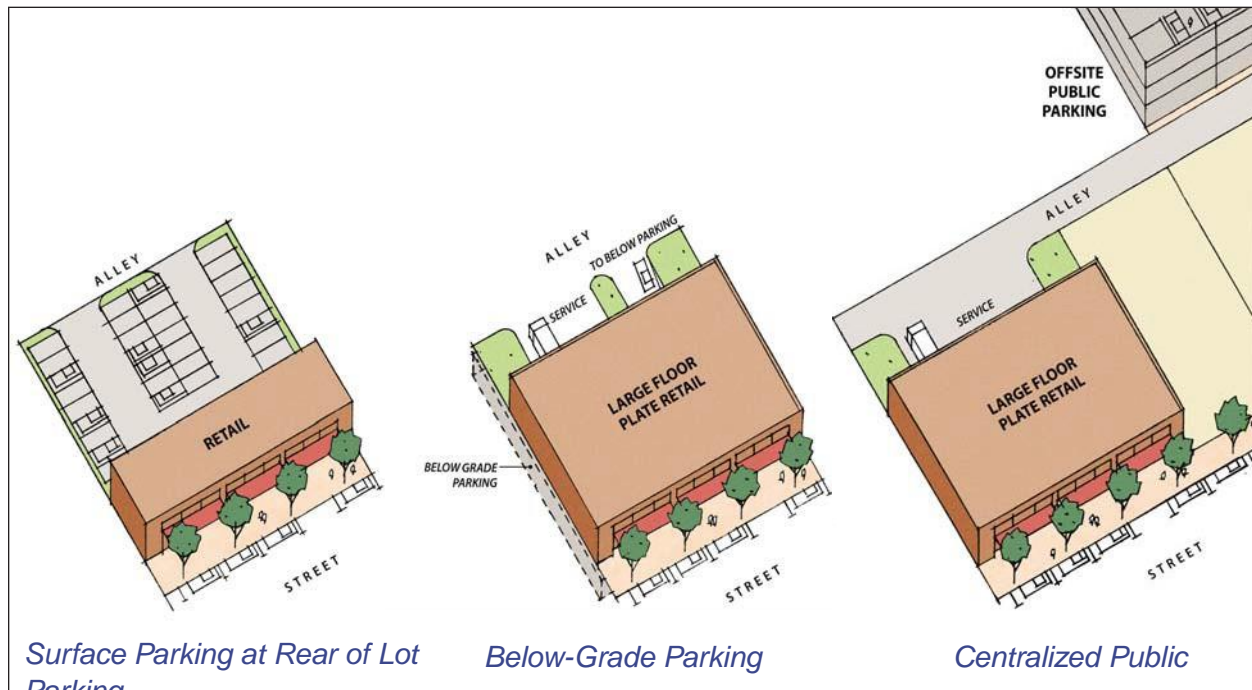 OFFSITE
PUBLIC
PARKING
ALLEY
RETAIL
STREET
ALLEY
TO BELOW PARKING
SERVICE
LARGE FLOOR
PLATE RETAIL
BELOW GRADE
PARKING
STREET
ALLEY
SERVICE
LARGE FLOOR
PLATE RETAIL
STREET
Surface Parking at Rear of Lot
Below-Grade Parking
Centralized Public
Parking